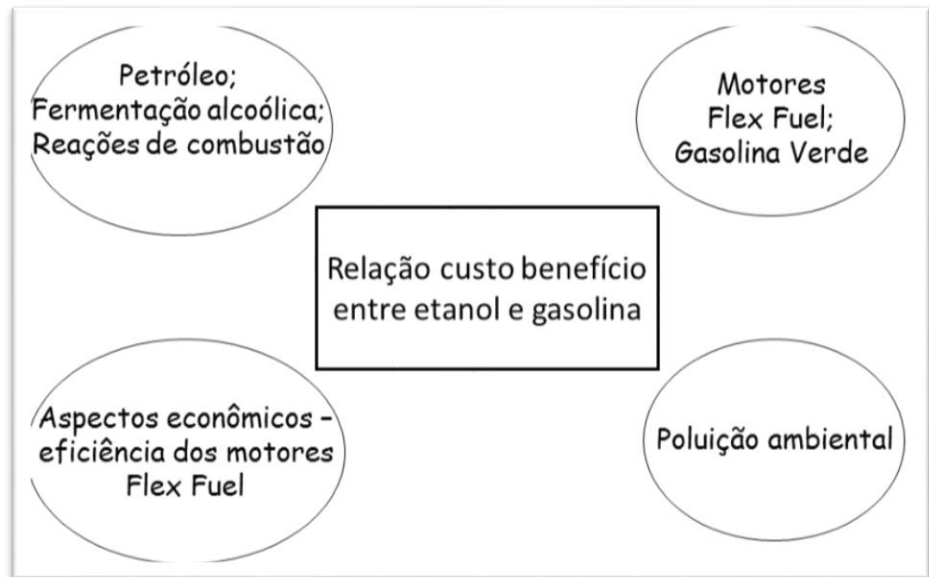 Petróleo;
Fermentação alcoólica;
Reações de combustão
Motores
Flex Fuel;
Gasolina Verde
Relação custo benefício
entre etanol e gasolina
Aspectos econômicos –
eficiência dos motores
Flex Fuel
Poluição ambiental